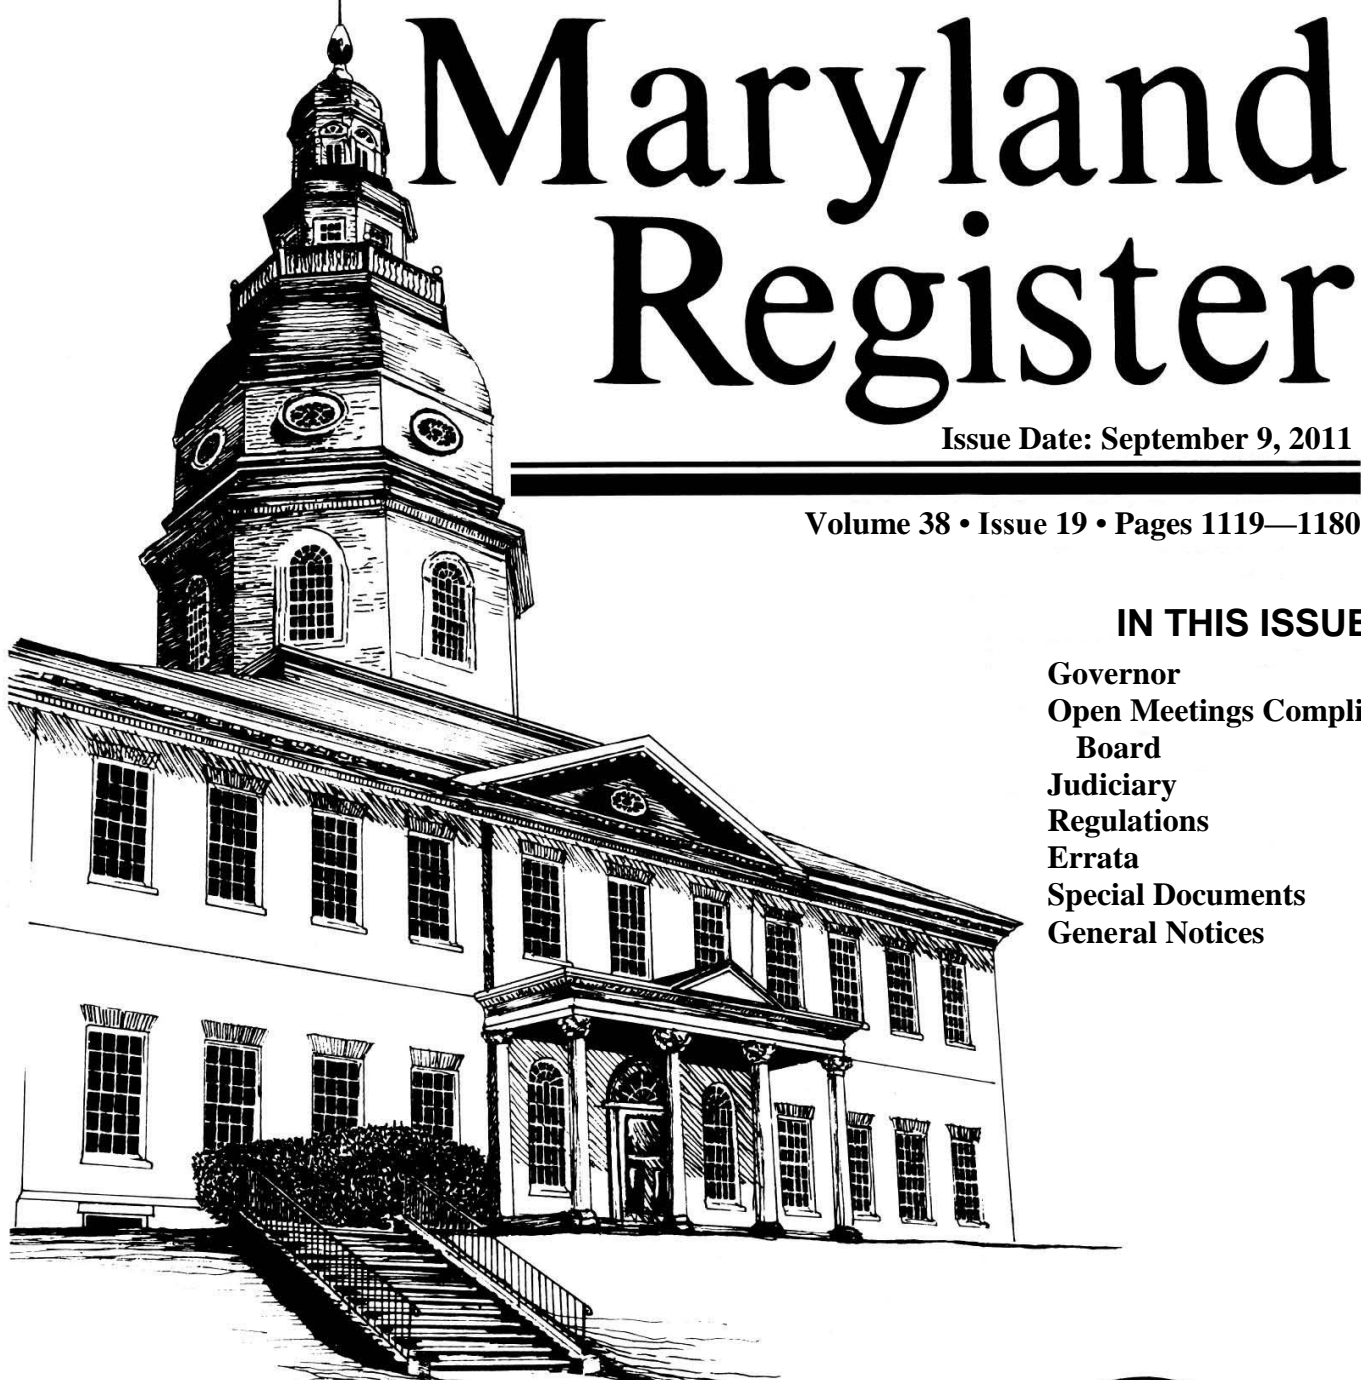 Maryland
Register
Issue Date: September 9, 2011
Volume 38 • Issue 19 • Pages 1119—1180
IN THIS ISSUE
Governor
Open Meetings Compli
Board
Judiciary
Regulations
Errata
Special Documents
General Notices